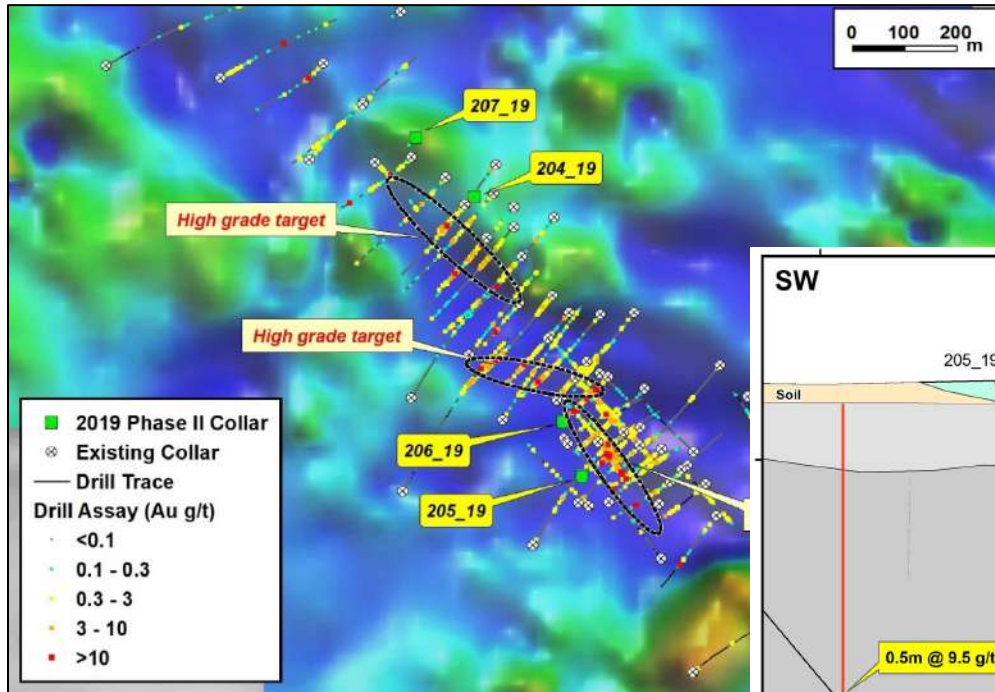 0 100 200
m
207_19
204_19
High grade target
High grade target
206_19
205_19
2019 Phase II Collar
Existing Collar
Drill Trace
Drill Assay (Au g/t)
<0.1
0.1 - 0.3
0.3 - 3
3 - 10
>10
SW
205_19
Soil
0.5m @ 9.5 g/t